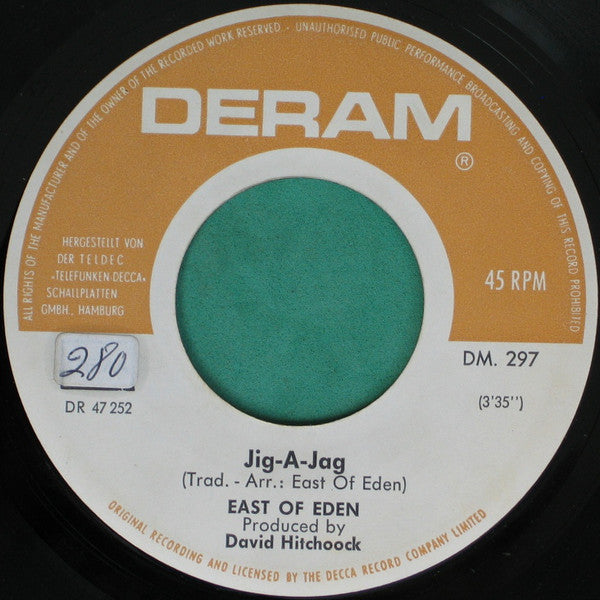 ALL RIGHTS OF THE MANUFACTURER AND OF THE OWNER OF THE RECORDED WORK RESERVED - UNAUTHORISED PUBLIC PERFORMANCE, BROADCASTING AND COPYING OF THIS RECORD PROHIBITED
DERAM
®
HERGESTELLT VON
DER TELDEC
»TELEFUNKEN-DECCA«
SCHALLPLATTEN
GMBH., HAMBURG
45 RPM
280
DM. 297
DR 47 252
(3'35'')
Jig-A-Jag
(Trad. - Arr.: East Of Eden)
EAST OF EDEN
Produced by
David Hitchoock
ORIGINAL RECORDING AND LICENSED BY THE DECCA RECORD COMPANY LIMITED